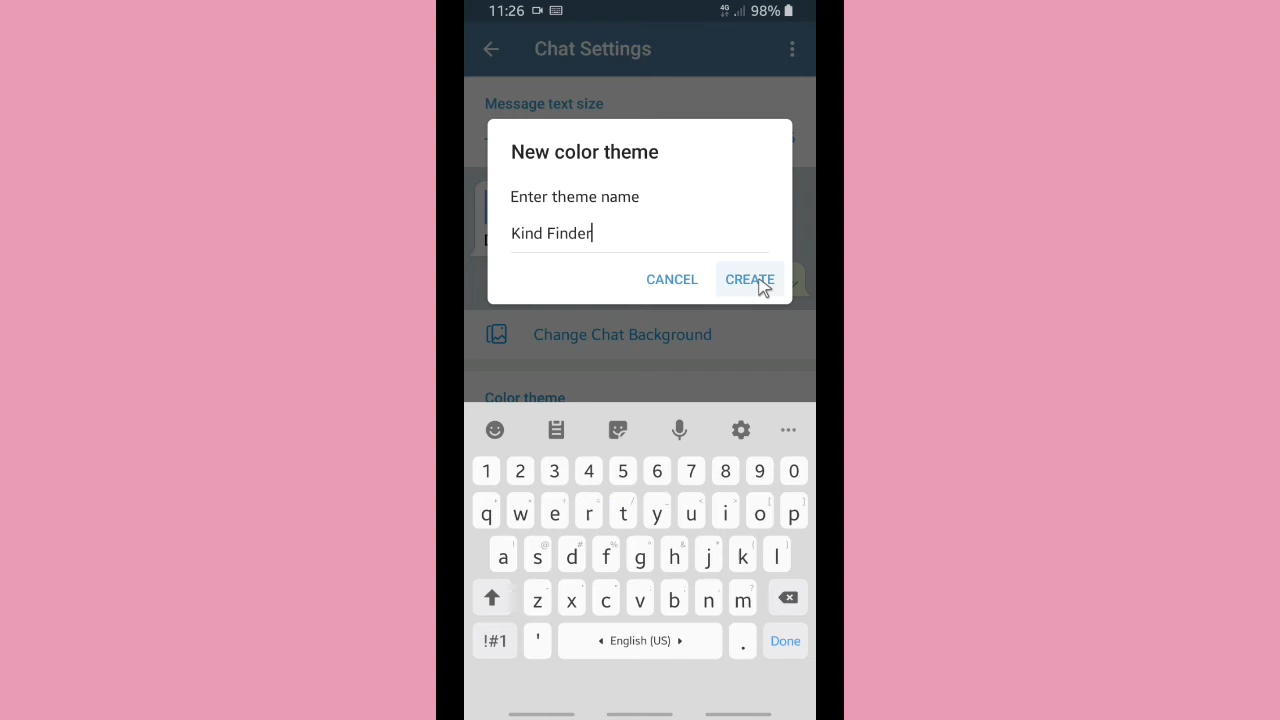 11:26 4G 98%
Chat Settings
Message text size
New color theme
Enter theme name
Kind Finder
CANCEL CREATE
Change Chat Background
Color theme
1 2 3 4 5 6 7 8 9 0
q w e r t y u i o p
a s d f g h j k l
z x c v b n m
!#1 ' English (US) . Done